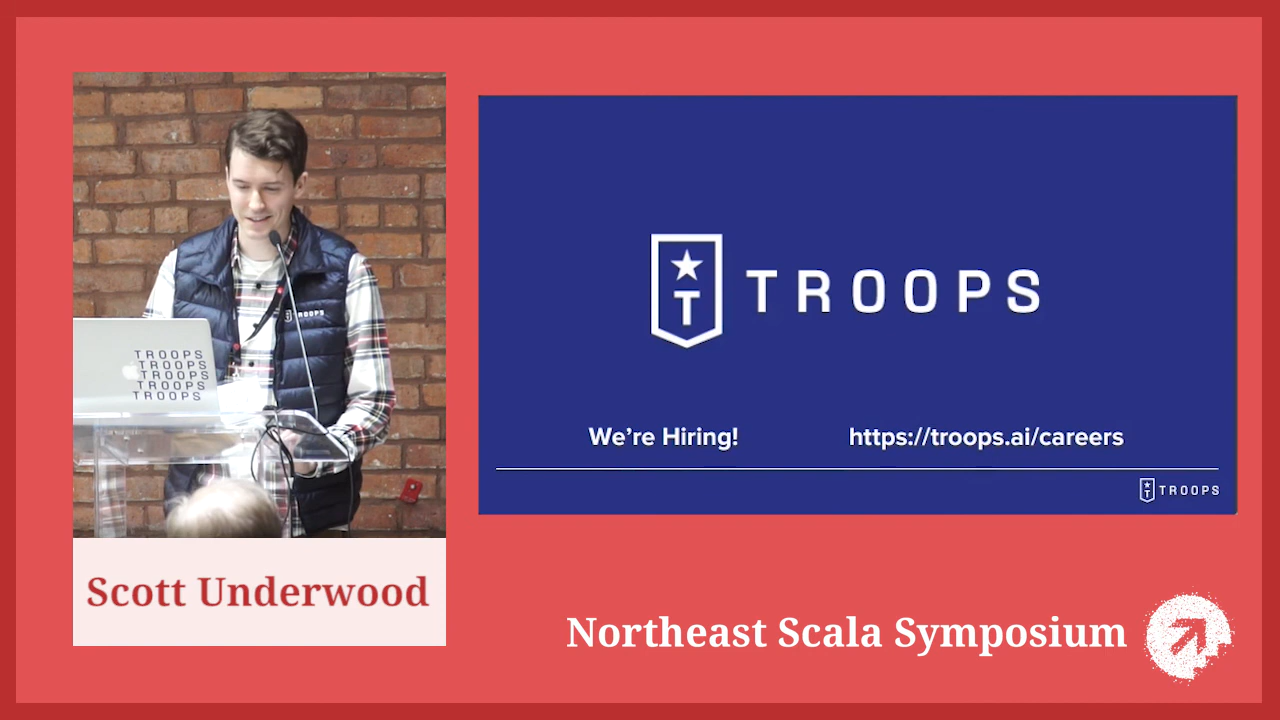 TROOPS
TROOPS
TROOPS
TROOPS
TROOPS
TROOPS
Scott Underwood
T
TROOPS
We're Hiring!
https://troops.ai/careers
T TROOPS
Northeast Scala Symposium